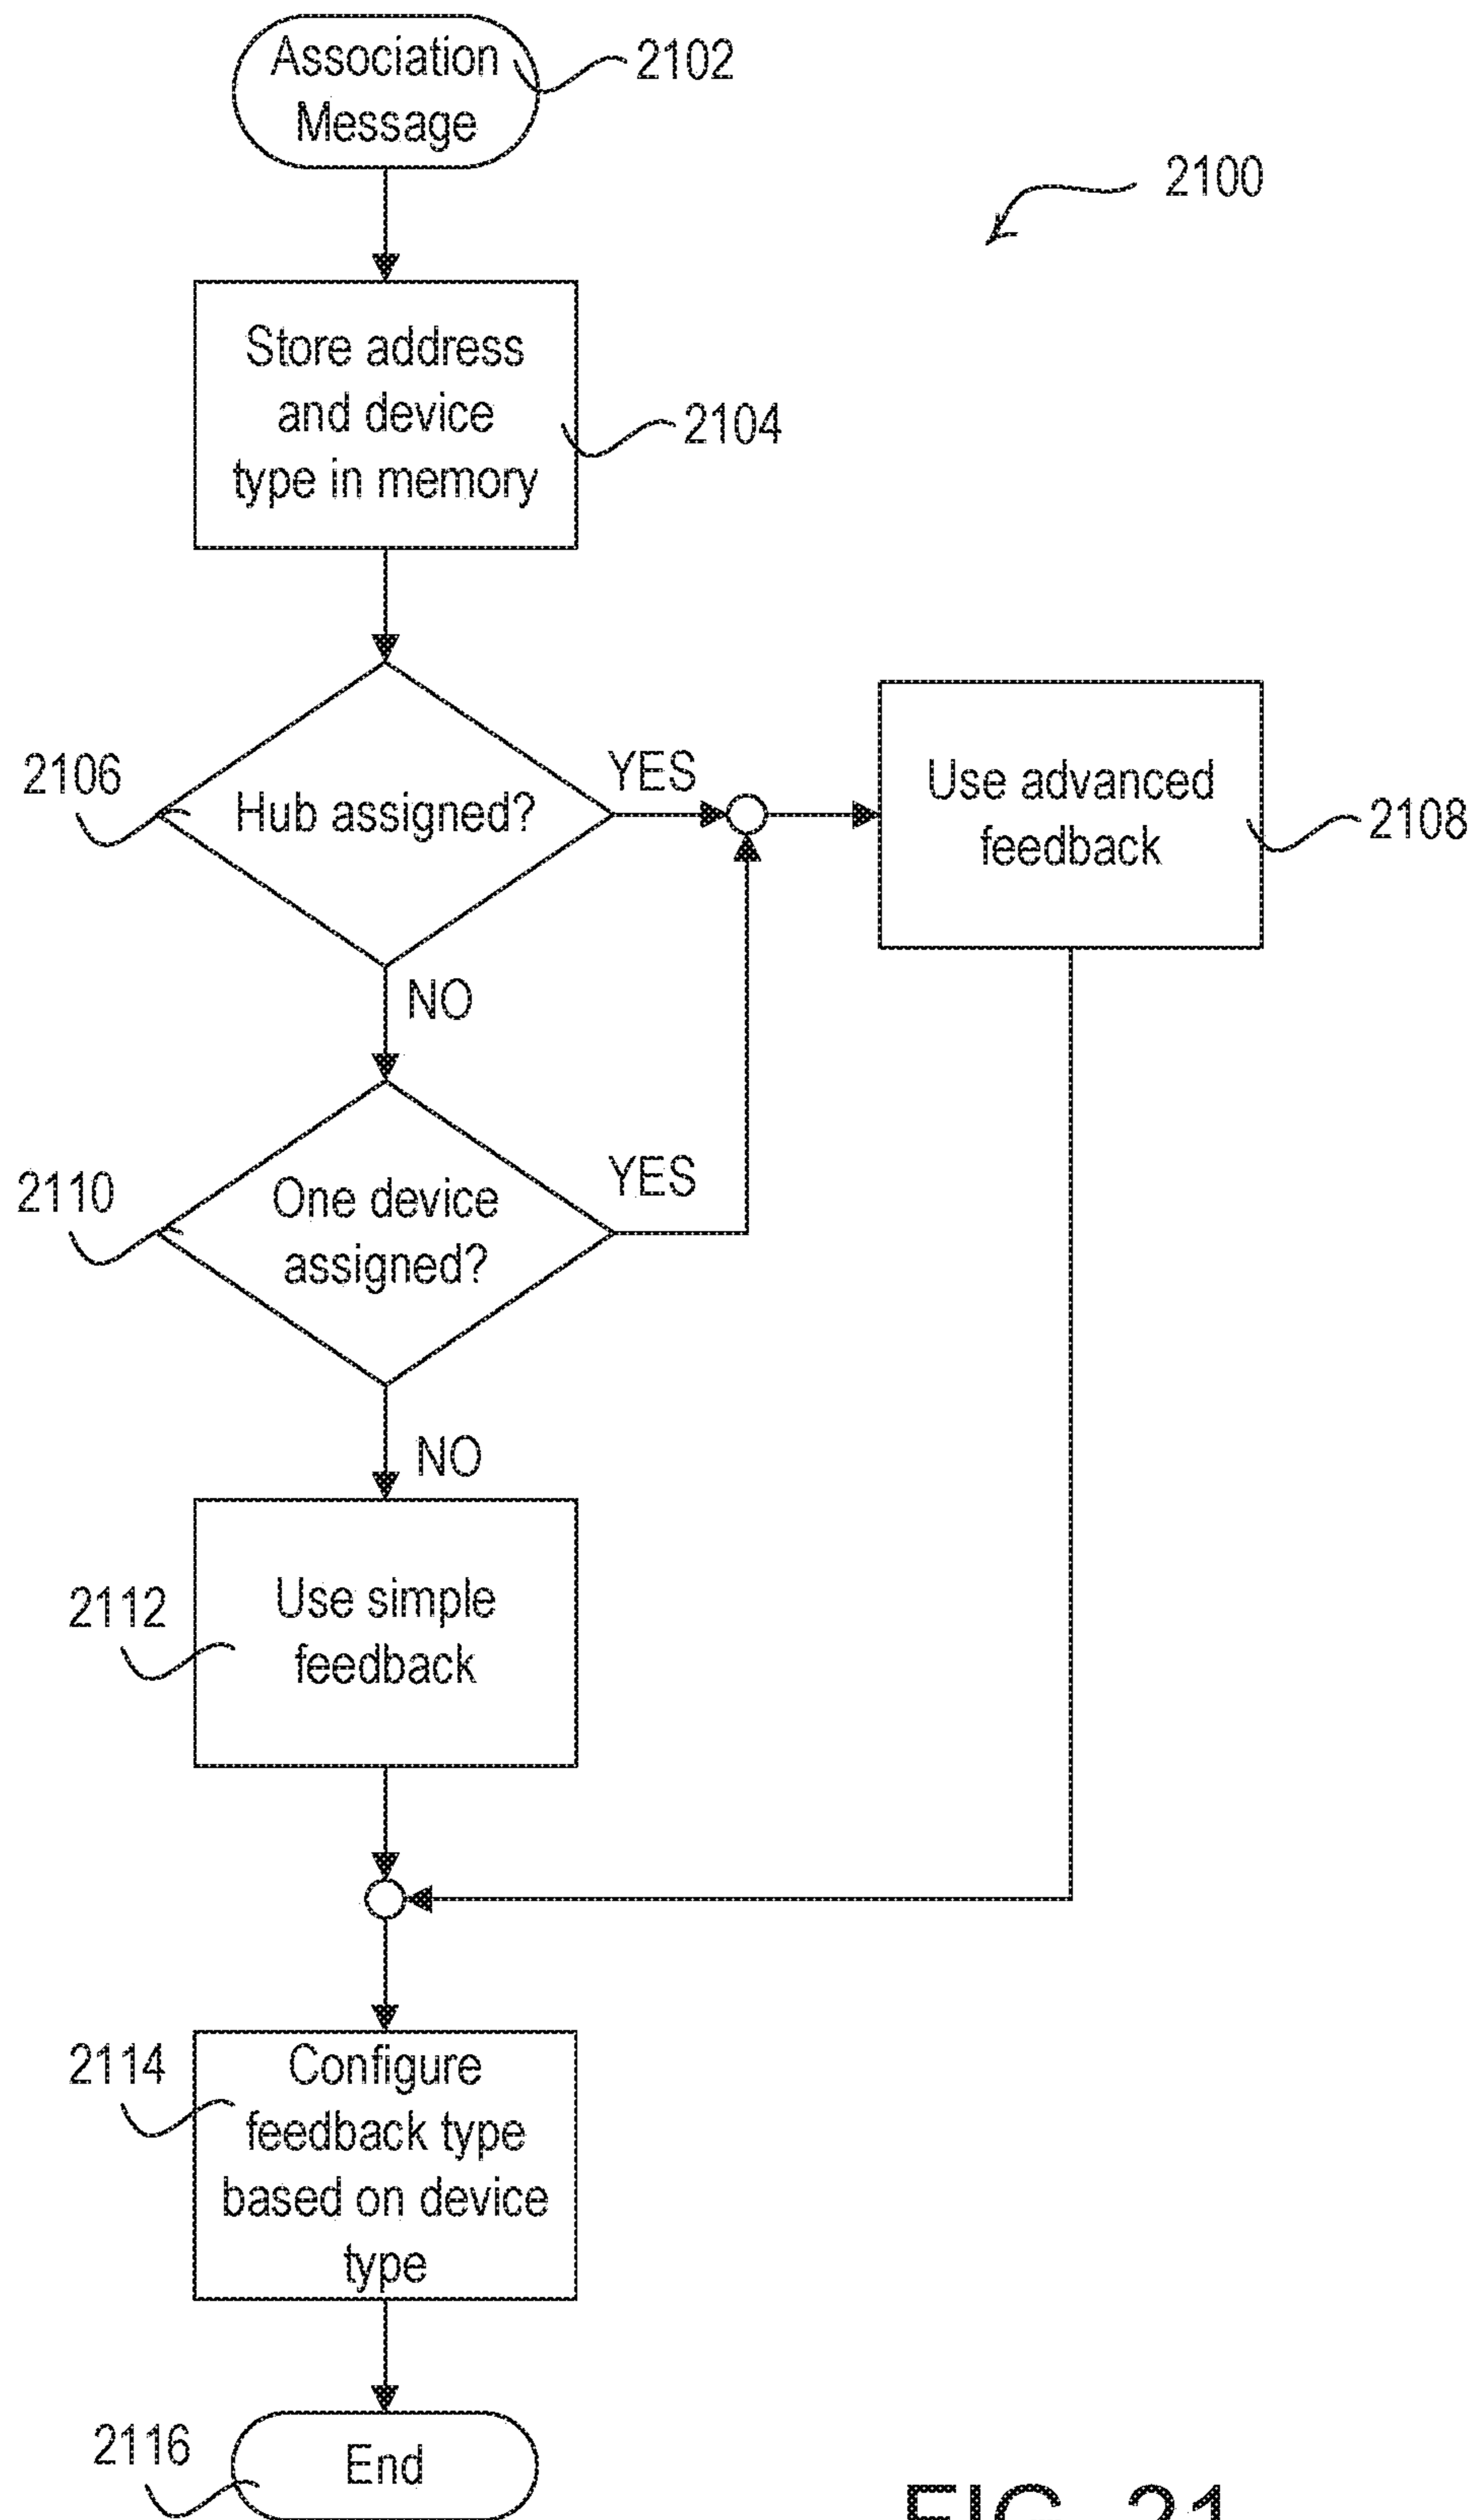 Association
Message
2102
2100
Store address
and device
type in memory
2104
2106
Hub assigned?
YES
Use advanced
feedback
2108
NO
2110
One device
assigned?
YES
NO
2112
Use simple
feedback
2114
Configure
feedback type
based on device
type
2116
End
FIG. 21